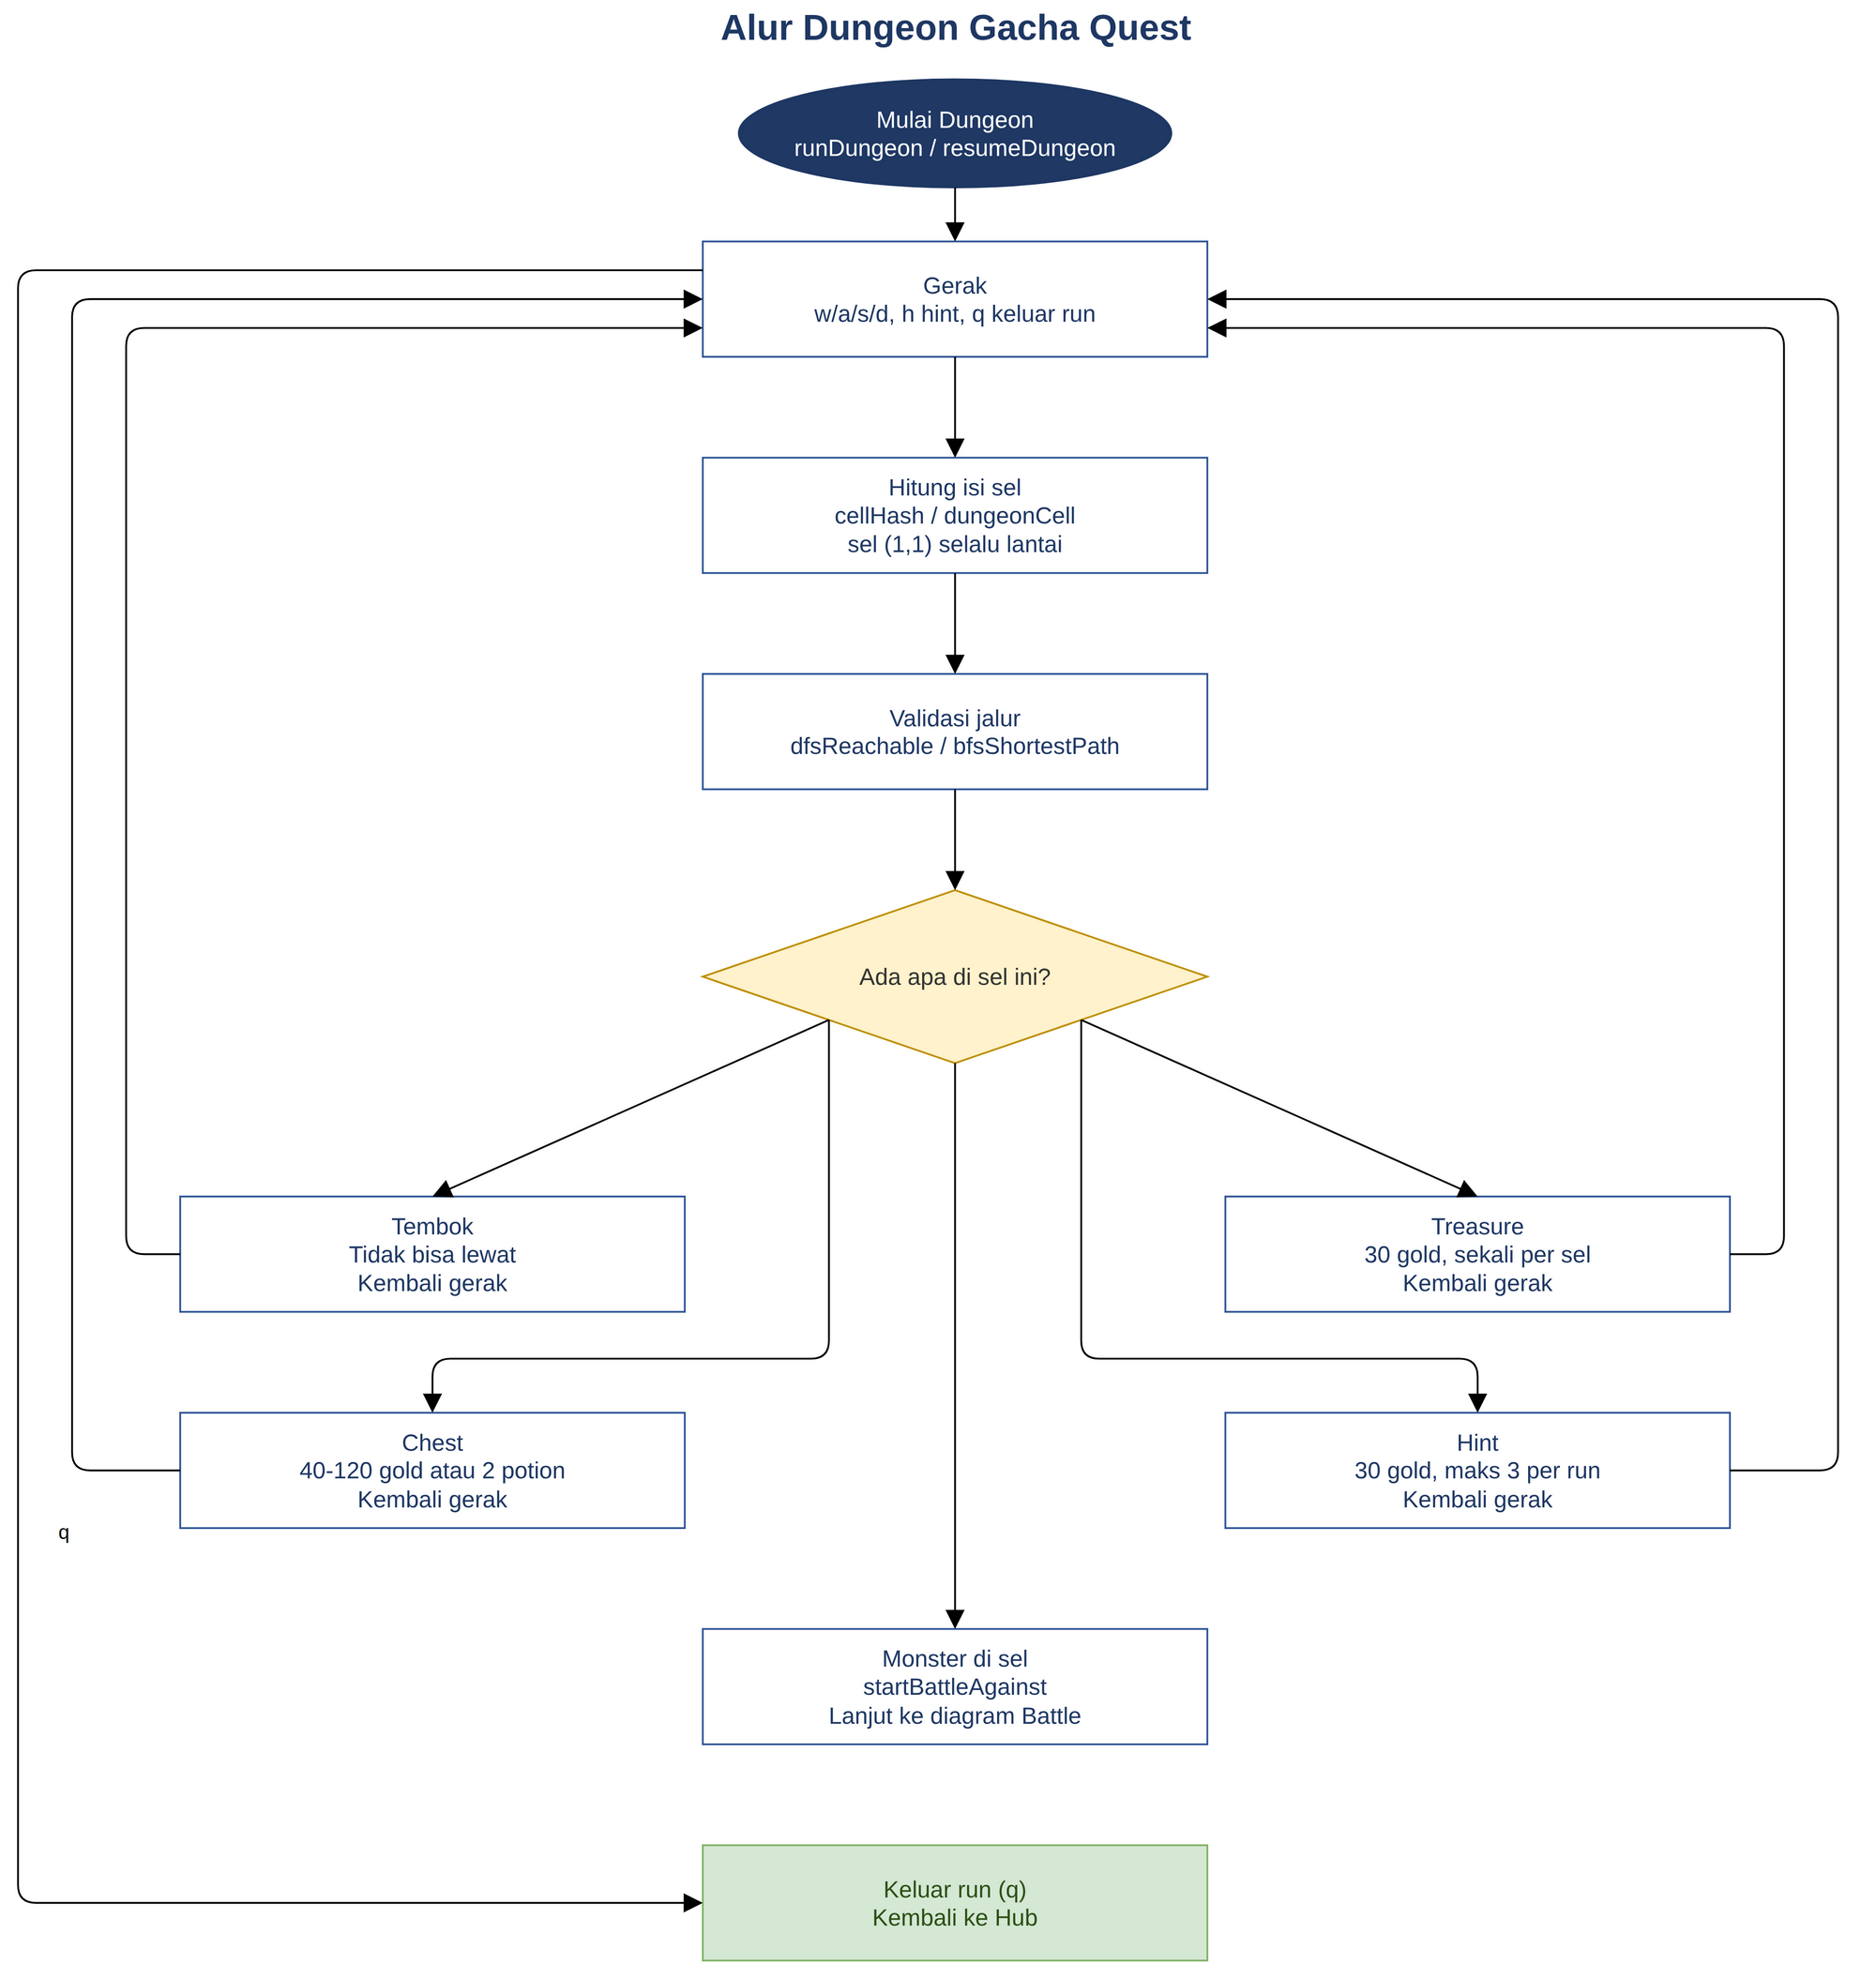 Alur Dungeon Gacha Quest
Mulai Dungeon
runDungeon / resumeDungeon
Gerak
w/a/s/d, h hint, q keluar run
Hitung isi sel
cellHash / dungeonCell
sel (1,1) selalu lantai
Validasi jalur
dfsReachable / bfsShortestPath
Ada apa di sel ini?
Tembok
Tidak bisa lewat
Kembali gerak
Treasure
30 gold, sekali per sel
Kembali gerak
Chest
40-120 gold atau 2 potion
Kembali gerak
Hint
30 gold, maks 3 per run
Kembali gerak
q
Monster di sel
startBattleAgainst
Lanjut ke diagram Battle
Keluar run (q)
Kembali ke Hub